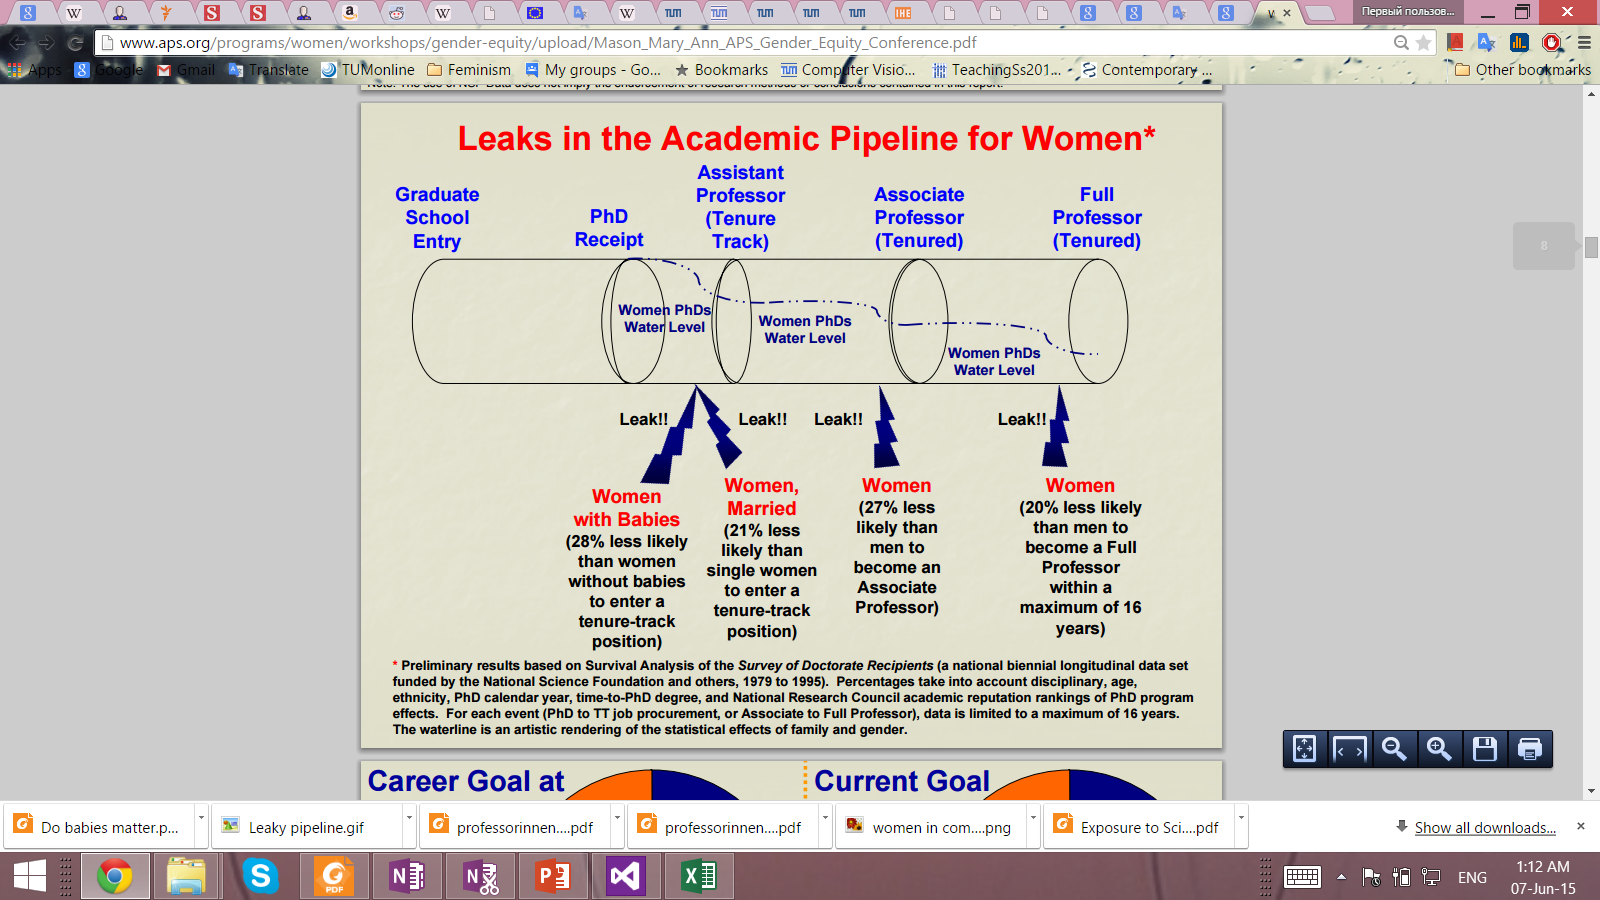 Первый пользов...
www.aps.org/programs/women/workshops/gender-equity/upload/Mason_Mary_Ann_APS_Gender_Equity_Conference.pdf
Apps Google Gmail Translate TUMonline Feminism My groups - Go... Bookmarks Computer Visio... TeachingSs201... Contemporary ... Other bookmarks
Leaks in the Academic Pipeline for Women*
Graduate
School
Entry
PhD
Receipt
Assistant
Professor
(Tenure
Track)
Associate
Professor
(Tenured)
Full
Professor
(Tenured)
8
Women PhDs
Water Level
Women PhDs
Water Level
Women PhDs
Water Level
Leak!!
Leak!!
Leak!!
Leak!!
Women
with Babies
(28% less likely
than women
without babies
to enter a
tenure-track
position)
Women,
Married
(21% less
likely than
single women
to enter a
tenure-track
position)
Women
(27% less
likely than
men to
become an
Associate
Professor)
Women
(20% less likely
than men to
become a Full
Professor
within a
maximum of 16
years)
* Preliminary results based on Survival Analysis of the Survey of Doctorate Recipients (a national biennial longitudinal data set
funded by the National Science Foundation and others, 1979 to 1995). Percentages take into account disciplinary, age,
ethnicity, PhD calendar year, time-to-PhD degree, and National Research Council academic reputation rankings of PhD program
effects. For each event (PhD to TT job procurement, or Associate to Full Professor), data is limited to a maximum of 16 years.
The waterline is an artistic rendering of the statistical effects of family and gender.
Career Goal at
Current Goal
Do babies matter.p...
Leaky pipeline.gif
professorinnen....pdf
professorinnen....pdf
women in com....png
Exposure to Sci....pdf
Show all downloads...
PDF
ENG
1:12 AM
07-Jun-15